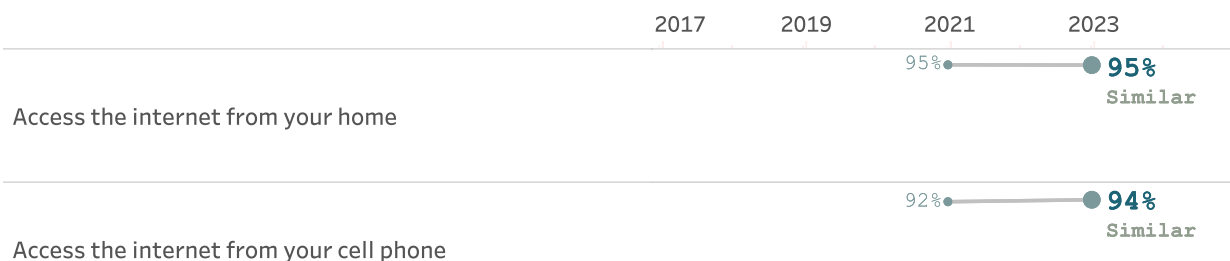 2017 2019 2021 2023
95% 95%
Similar
Access the internet from your home
92% 94%
Similar
Access the internet from your cell phone